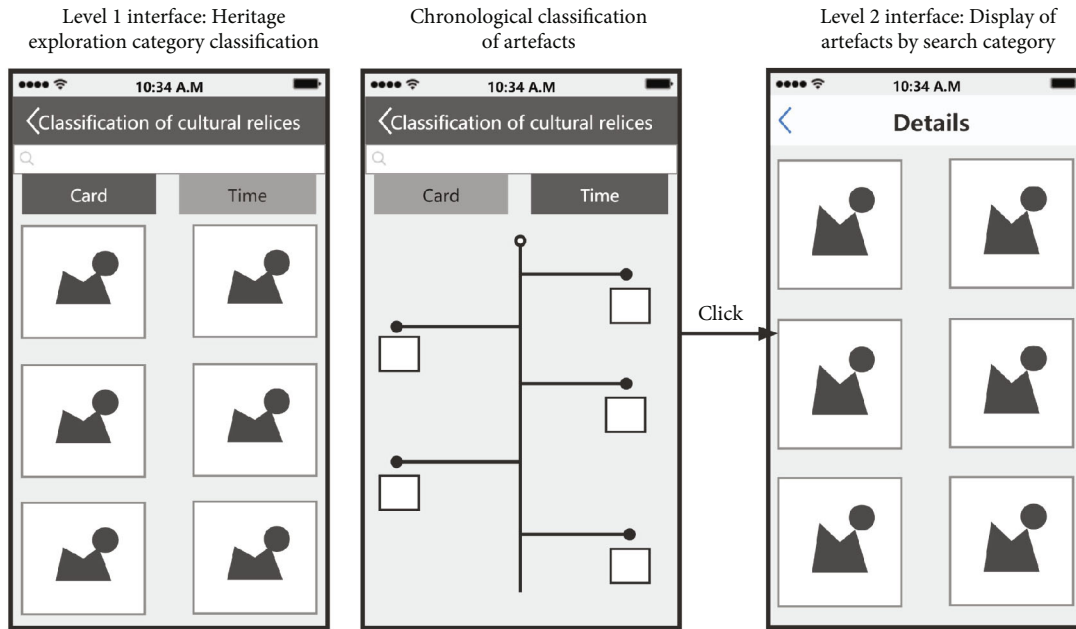 Level 1 interface: Heritage
exploration category classification
10:34 A.M
Classification of cultural relices
Card
Time
Chronological classification
of artefacts
10:34 A.M
Classification of cultural relices
Card
Time
Click
Level 2 interface: Display of
artefacts by search category
10:34 A.M
Details